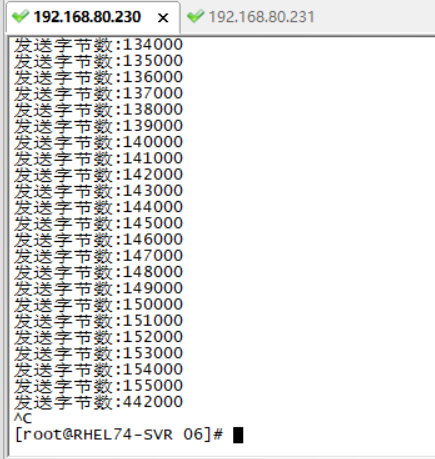 192.168.80.230 × 192.168.80.231
发送字节数:134000
发送字节数:135000
发送字节数:136000
发送字节数:137000
发送字节数:138000
发送字节数:139000
发送字节数:140000
发送字节数:141000
发送字节数:142000
发送字节数:143000
发送字节数:144000
发送字节数:145000
发送字节数:146000
发送字节数:147000
发送字节数:148000
发送字节数:149000
发送字节数:150000
发送字节数:151000
发送字节数:152000
发送字节数:153000
发送字节数:154000
发送字节数:155000
发送字节数:442000
^C
[root@RHEL74-SVR 06]#